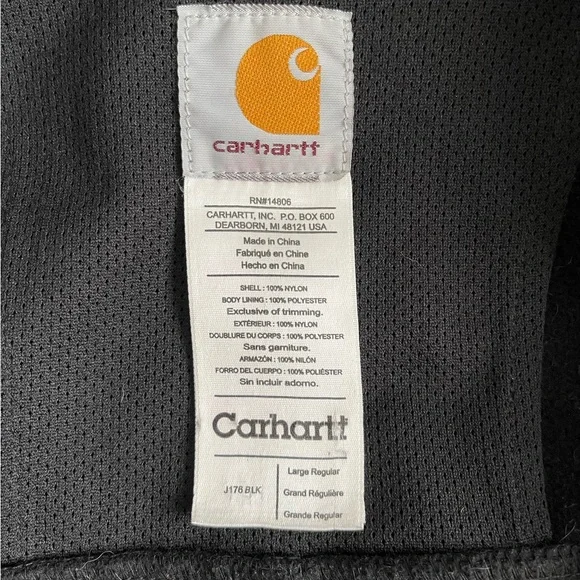 carhartt
RN#14806
CARHARTT, INC. P.O. BOX 600
DEARBORN, MI 48121 USA
Made in China
Fabriqué en Chine
Hecho en China
SHELL : 100% NYLON
BODY LINING : 100% POLYESTER
Exclusive of trimming.
EXTÉRIEUR : 100% NYLON
DOUBLURE DU CORPS : 100% POLYESTER
Sans garniture.
ARMAZÓN : 100% NILÓN
FORRO DEL CUERPO : 100% POLIÉSTER
Sin incluir adorno.
Carhartt
J176 BLK
Large Regular
Grand Régulière
Grande Regular